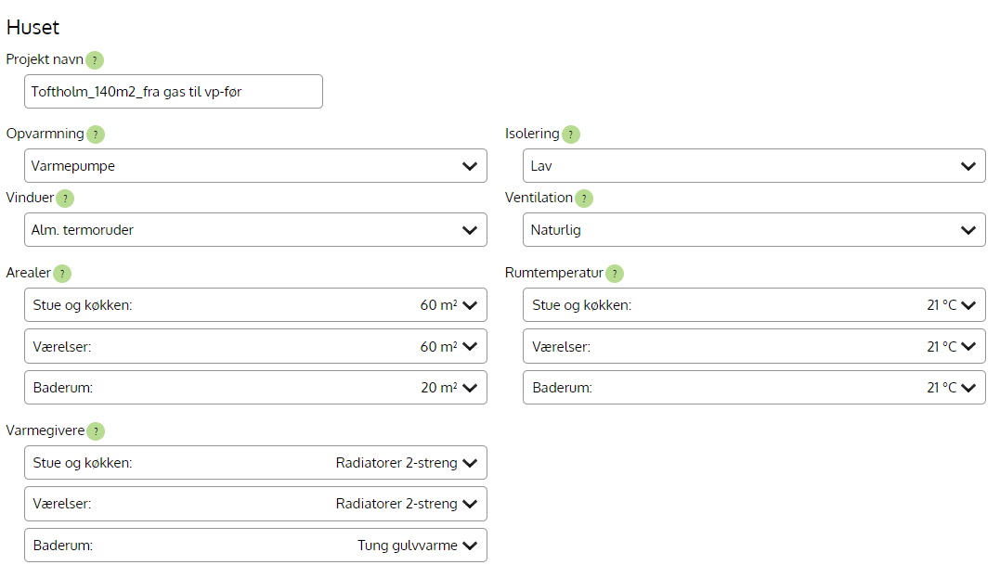 Huset
Projekt navn ?
Toftholm_140m2_fra gas til vp-før
Opvarmning ?
Varmepumpe
Isolering ?
Lav
Vinduer ?
Alm. termoruder
Ventilation ?
Naturlig
Arealer ?
Stue og køkken: 60 m²
Værelser: 60 m²
Baderum: 20 m²
Rumtemperatur ?
Stue og køkken: 21 °C
Værelser: 21 °C
Baderum: 21 °C
Varmegivere ?
Stue og køkken: Radiatorer 2-streng
Værelser: Radiatorer 2-streng
Baderum: Tung gulvvarme